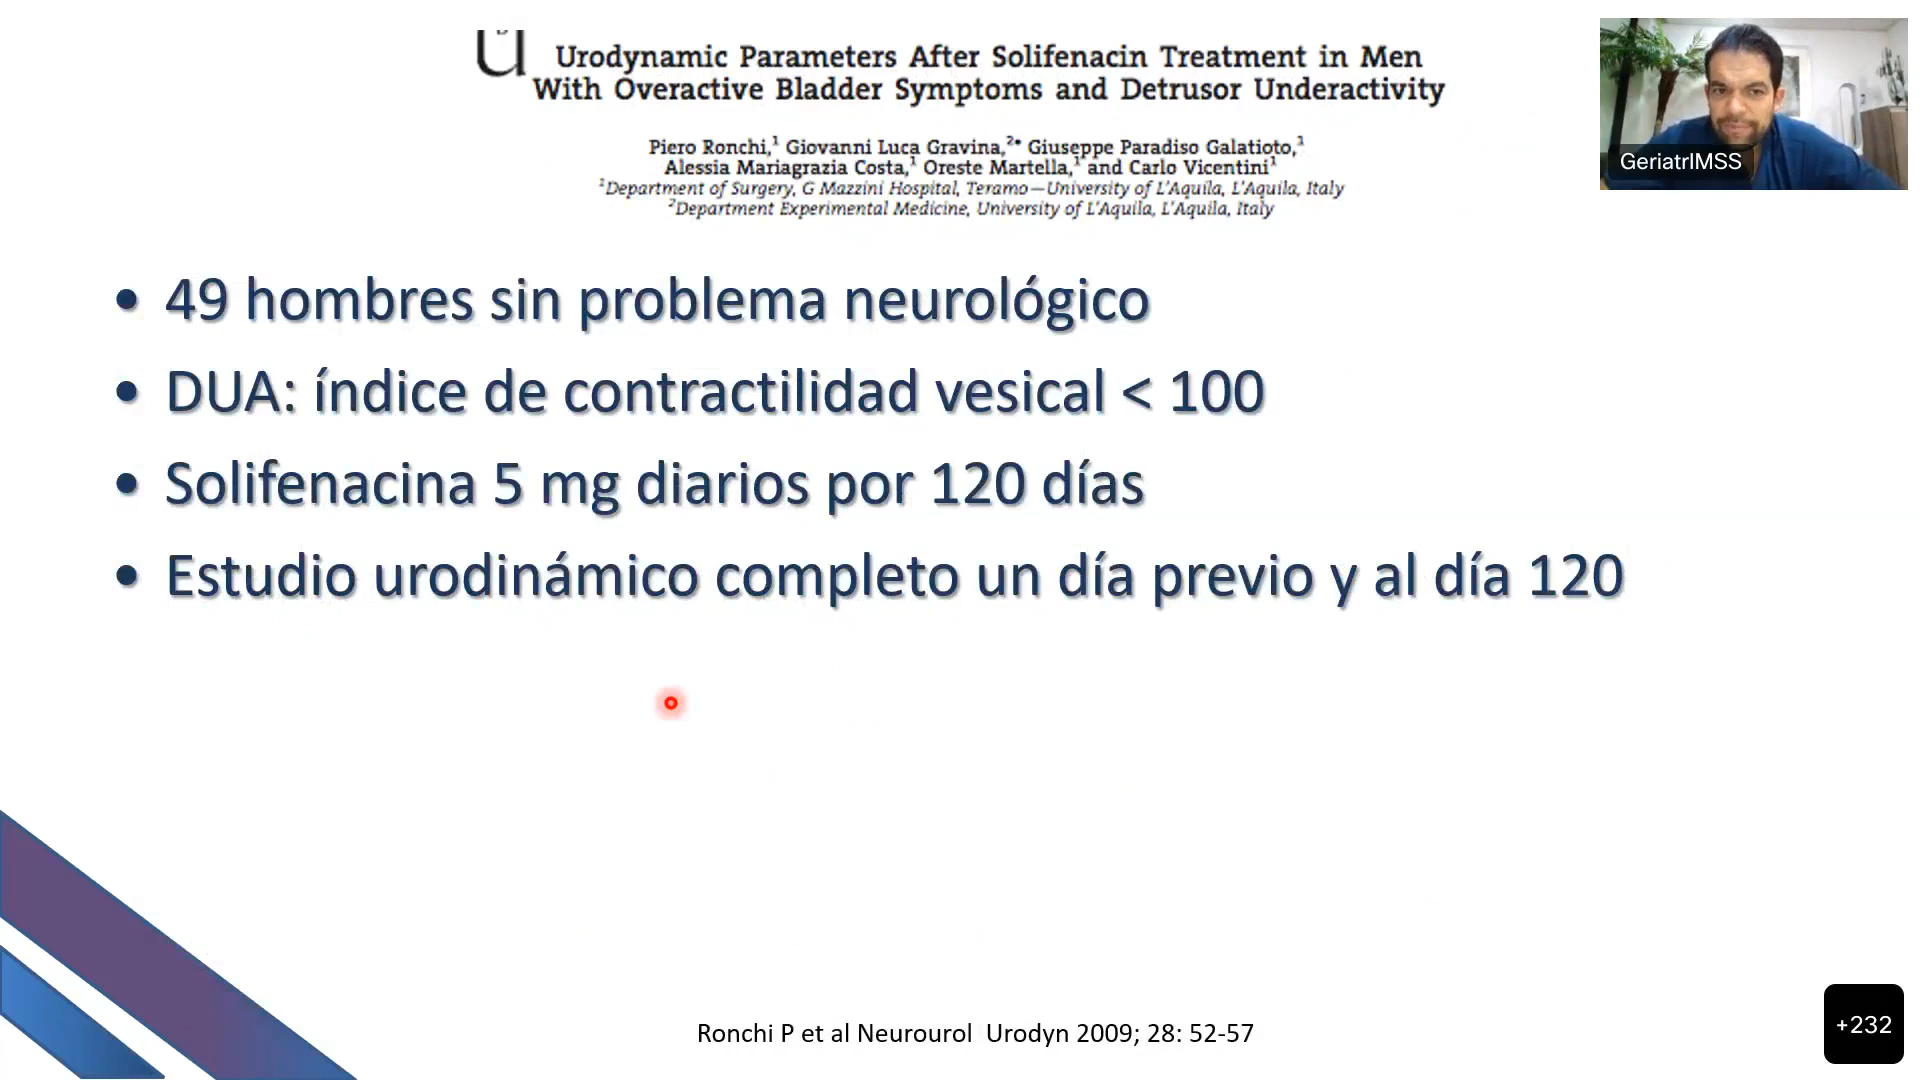 Urodynamic Parameters After Solifenacin Treatment in Men
With Overactive Bladder Symptoms and Detrusor Underactivity
Piero Ronchi,¹ Giovanni Luca Gravina,²* Giuseppe Paradiso Galatioto,¹
Alessia Mariagrazia Costa,¹ Oreste Martella,¹ and Carlo Vicentini¹
¹Department of Surgery, G Mazzini Hospital, Teramo—University of L'Aquila, L'Aquila, Italy
²Department Experimental Medicine, University of L'Aquila, L'Aquila, Italy
GeriatrIMSS
• 49 hombres sin problema neurológico
• DUA: índice de contractilidad vesical < 100
• Solifenacina 5 mg diarios por 120 días
• Estudio urodinámico completo un día previo y al día 120
Ronchi P et al Neurourol Urodyn 2009; 28: 52-57
+232